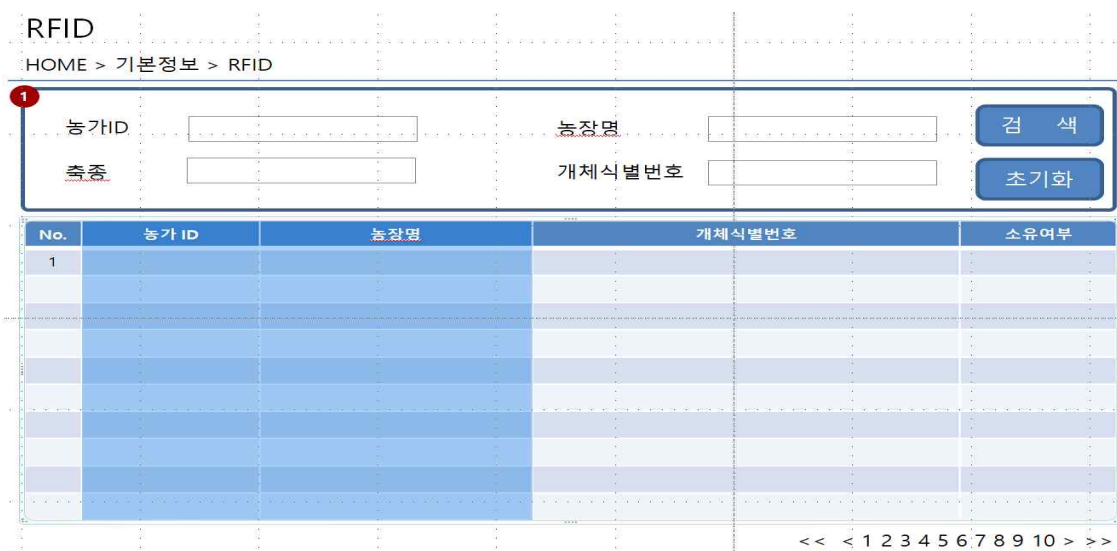 RFID
HOME > 기본정보 > RFID
1
농가ID 농장명 검 색
축종 개체식별번호 초기화
No. 농가 ID 농장명 개체식별번호 소유여부
1
<< < 1 2 3 4 5 6 7 8 9 10 > >>